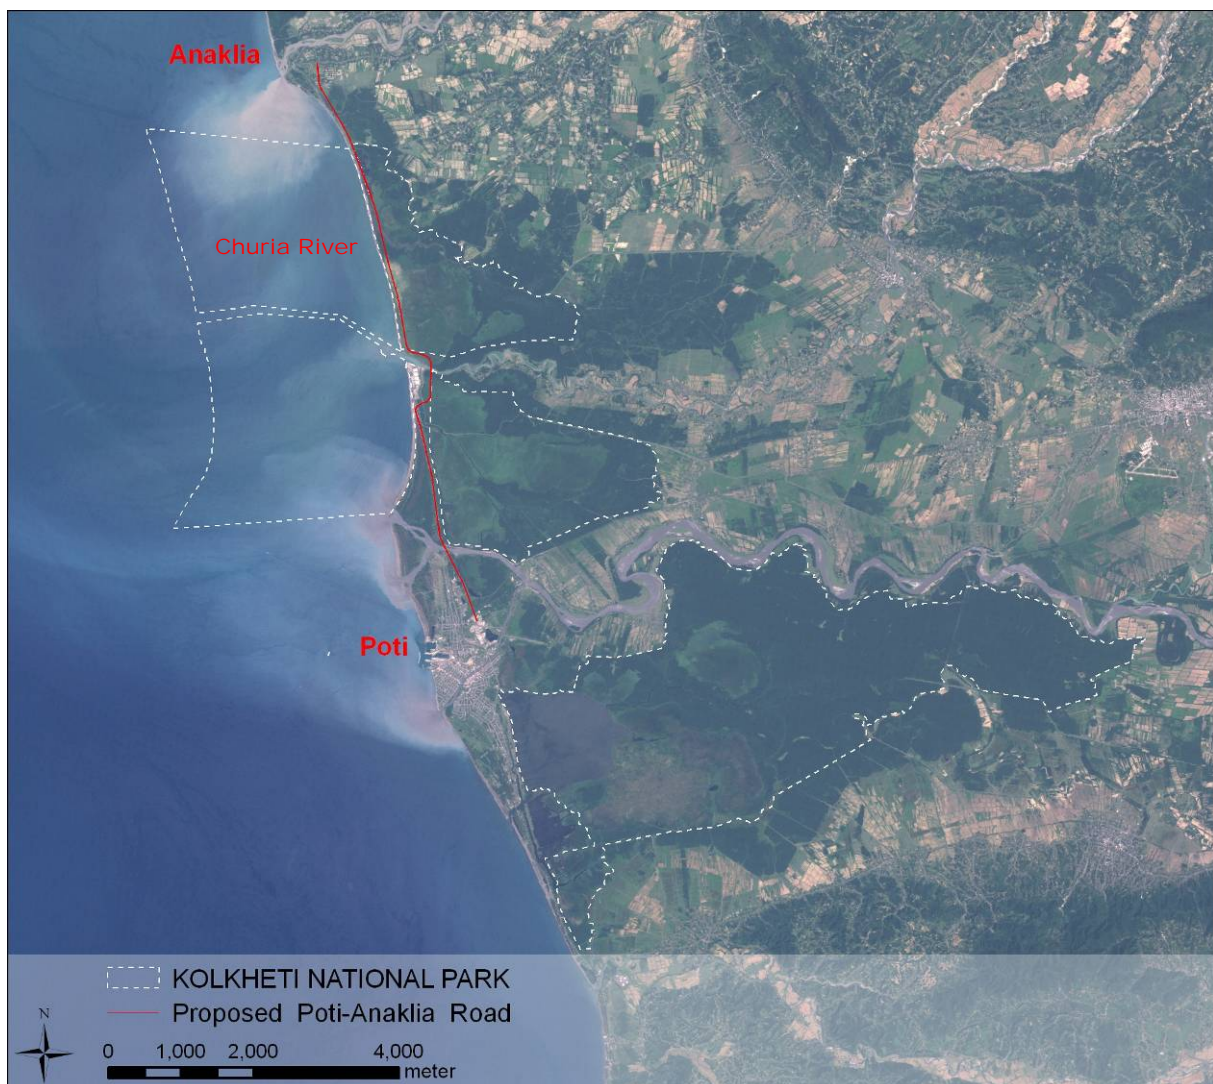 Anaklia
Churia River
Poti
KOLKHETI NATIONAL PARK
Proposed Poti-Anaklia Road
N
0 1,000 2,000 4,000
meter